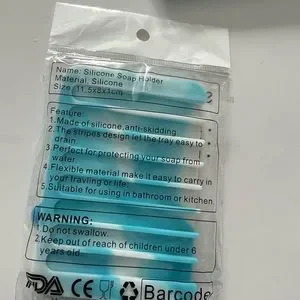 Name: Silicone Soap Holder
Material: Silicone
Size: 11.5x8x1cm
Feature:
1.Made of silicone,anti-skidding
2.The stripes design let the tray easy to
drain.
3.Perfect for protecting your soap from
water
4.Flexible material make it easy to carry in
your travling or life.
5.Suitable for using in bathroom or kitchen.
WARNING:
1.Do not swallow.
2.Keep out of reach of children under 6
years old
FDA CE Barcode